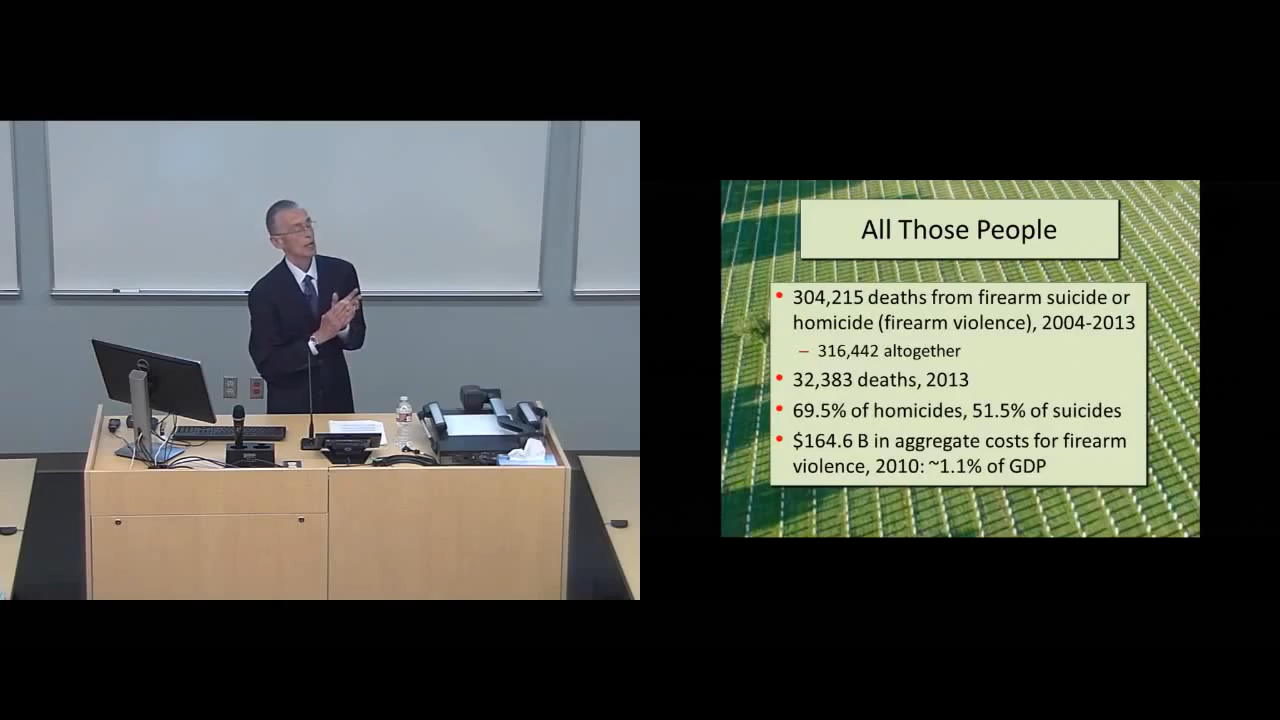 All Those People
• 304,215 deaths from firearm suicide or
homicide (firearm violence), 2004-2013
– 316,442 altogether
• 32,383 deaths, 2013
• 69.5% of homicides, 51.5% of suicides
• $164.6 B in aggregate costs for firearm
violence, 2010: ~1.1% of GDP